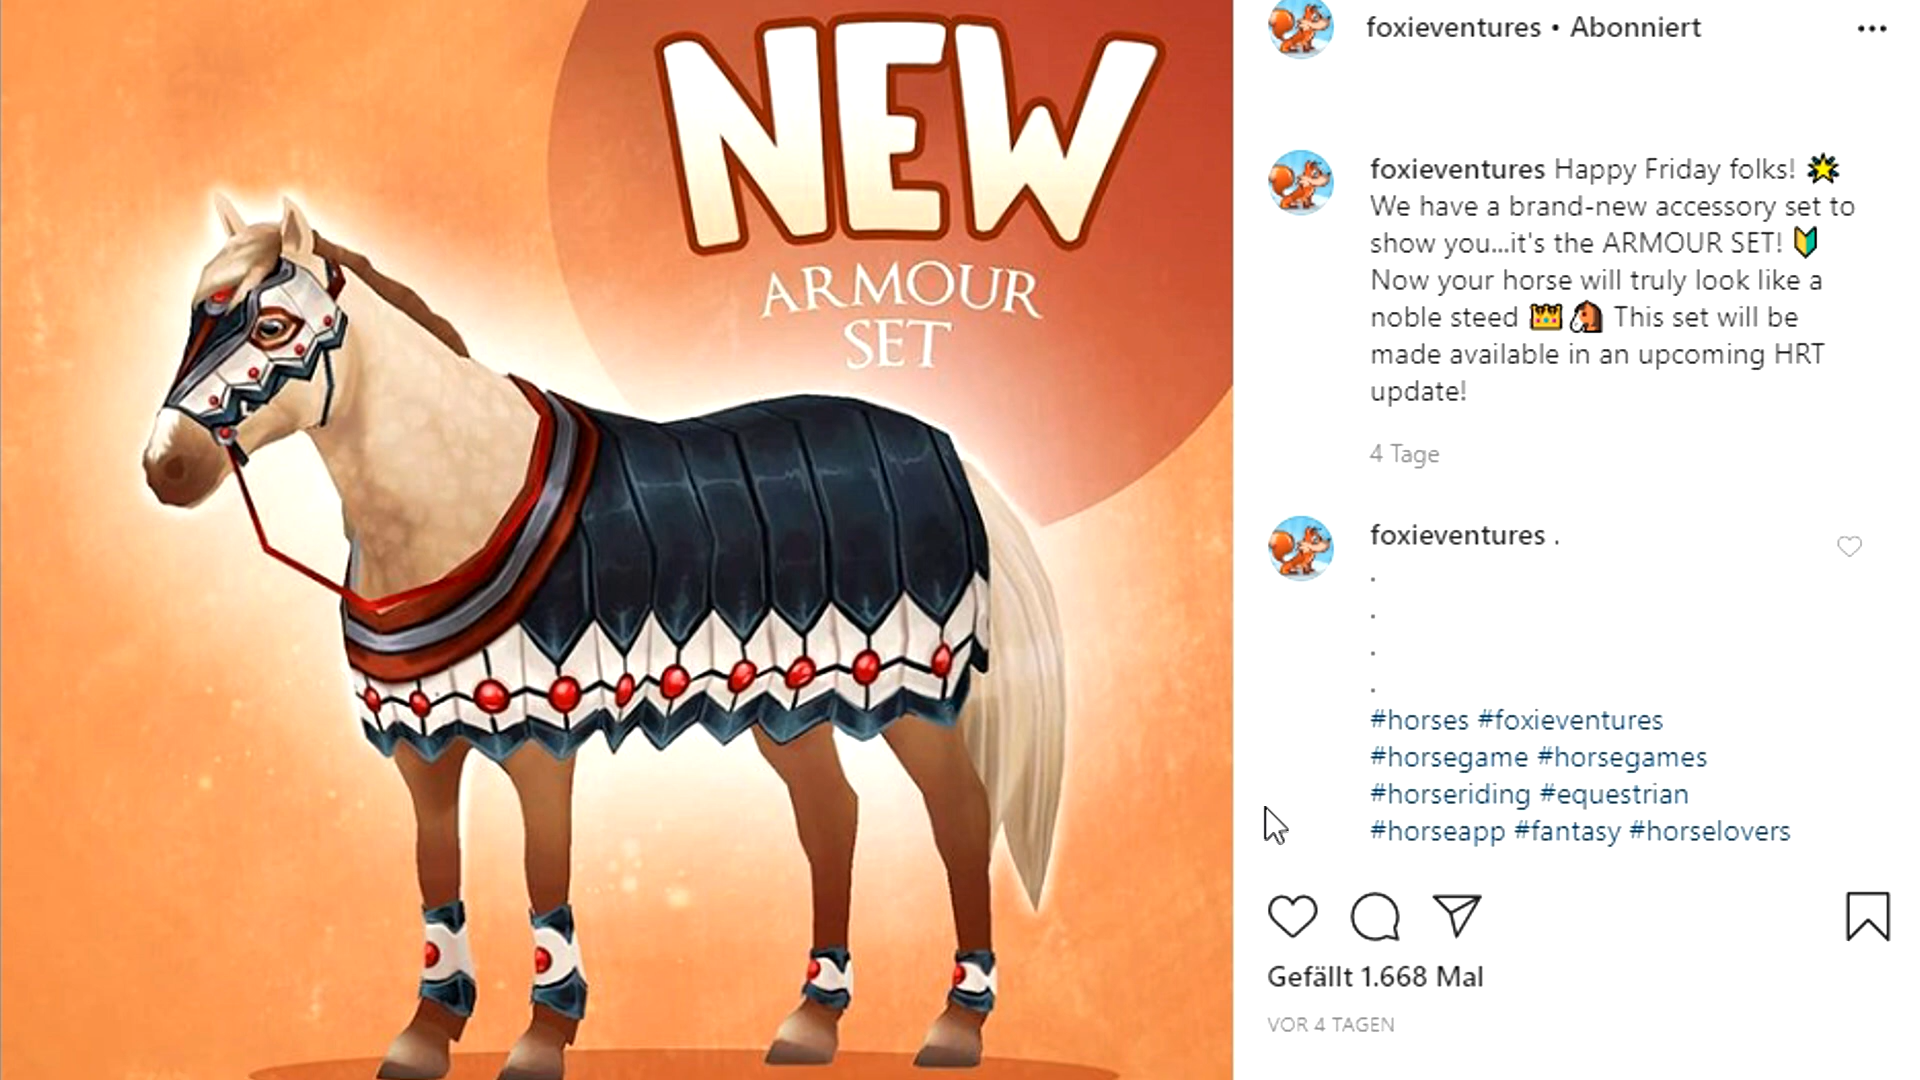 NEW
ARMOUR
SET
foxieventures • Abonniert
foxieventures Happy Friday folks! 🌟
We have a brand-new accessory set to
show you...it's the ARMOUR SET! 🔰
Now your horse will truly look like a
noble steed 👑🐴 This set will be
made available in an upcoming HRT
update!
4 Tage
foxieventures .
.
.
.
.
#horses #foxieventures
#horsegame #horsegames
#horseriding #equestrian
#horseapp #fantasy #horselovers
Gefällt 1.668 Mal
VOR 4 TAGEN